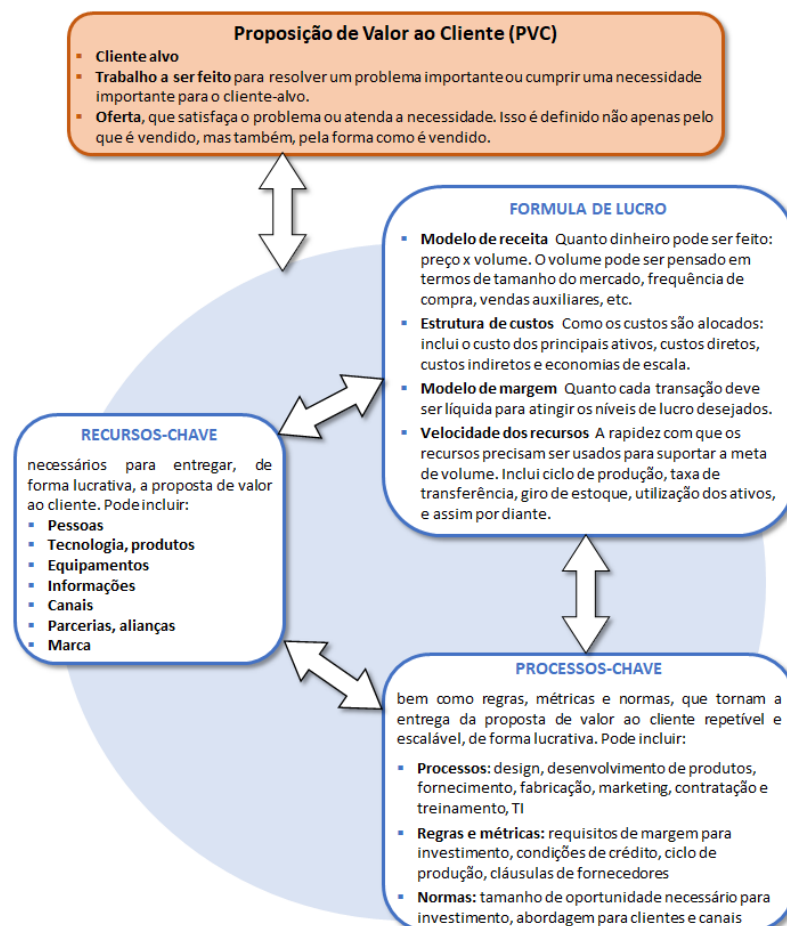 Proposição de Valor ao Cliente (PVC)
▪ Cliente alvo
▪ Trabalho a ser feito para resolver um problema importante ou cumprir uma necessidade
importante para o cliente-alvo.
▪ Oferta, que satisfaça o problema ou atenda a necessidade. Isso é definido não apenas pelo
que é vendido, mas também, pela forma como é vendido.
FORMULA DE LUCRO
▪ Modelo de receita Quanto dinheiro pode ser feito:
preço x volume. O volume pode ser pensado em
termos de tamanho do mercado, frequência de
compra, vendas auxiliares, etc.
▪ Estrutura de custos Como os custos são alocados:
inclui o custo dos principais ativos, custos diretos,
custos indiretos e economias de escala.
▪ Modelo de margem Quanto cada transação deve
ser líquida para atingir os níveis de lucro desejados.
▪ Velocidade dos recursos A rapidez com que os
recursos precisam ser usados para suportar a meta
de volume. Inclui ciclo de produção, taxa de
transferência, giro de estoque, utilização dos ativos,
e assim por diante.
RECURSOS-CHAVE
necessários para entregar, de
forma lucrativa, a proposta de valor
ao cliente. Pode incluir:
▪ Pessoas
▪ Tecnologia, produtos
▪ Equipamentos
▪ Informações
▪ Canais
▪ Parcerias, alianças
▪ Marca
PROCESSOS-CHAVE
bem como regras, métricas e normas, que tornam a
entrega da proposta de valor ao cliente repetível e
escalável, de forma lucrativa. Pode incluir:
▪ Processos: design, desenvolvimento de produtos,
fornecimento, fabricação, marketing, contratação e
treinamento, TI
▪ Regras e métricas: requisitos de margem para
investimento, condições de crédito, ciclo de
produção, cláusulas de fornecedores
▪ Normas: tamanho de oportunidade necessário para
investimento, abordagem para clientes e canais